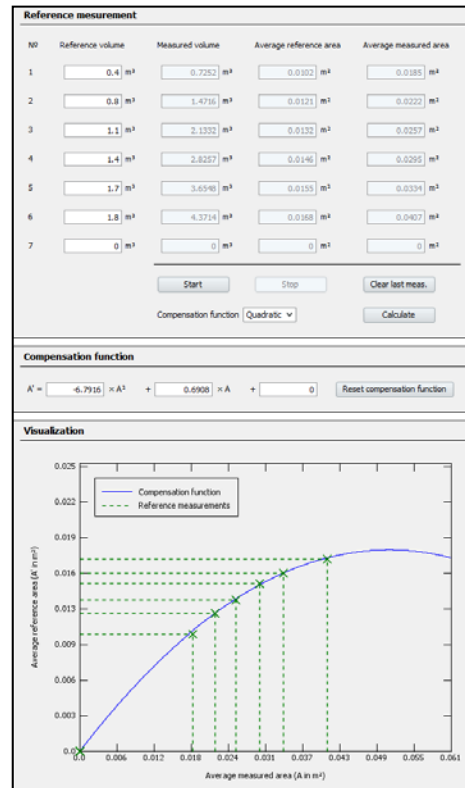 Reference mesurement
Nº Reference volume Measured volume Average reference area Average measured area
1 0.4 m³ 0.7252 m³ 0.0102 m² 0.0185 m²
2 0.8 m³ 1.4716 m³ 0.0121 m² 0.0222 m²
3 1.1 m³ 2.1332 m³ 0.0132 m² 0.0257 m²
4 1.4 m³ 2.8257 m³ 0.0146 m² 0.0295 m²
5 1.7 m³ 3.6548 m³ 0.0155 m² 0.0334 m²
6 1.8 m³ 4.3714 m³ 0.0168 m² 0.0407 m²
7 0 m³ 0 m³ 0 m² 0 m²
Start Stop Clear last meas.
Compensation function Quadratic Calculate
Compensation function
A' = -6.7916 × A² + 0.6908 × A + 0 Reset compensation function
Visualization
Compensation function
Reference measurements
Average reference area (A' in m²)
0.025
0.022
0.019
0.016
0.013
0.009
0.006
0.003
0.0
0.0 0.006 0.012 0.018 0.024 0.031 0.037 0.043 0.049 0.055 0.061
Average measured area (A in m²)